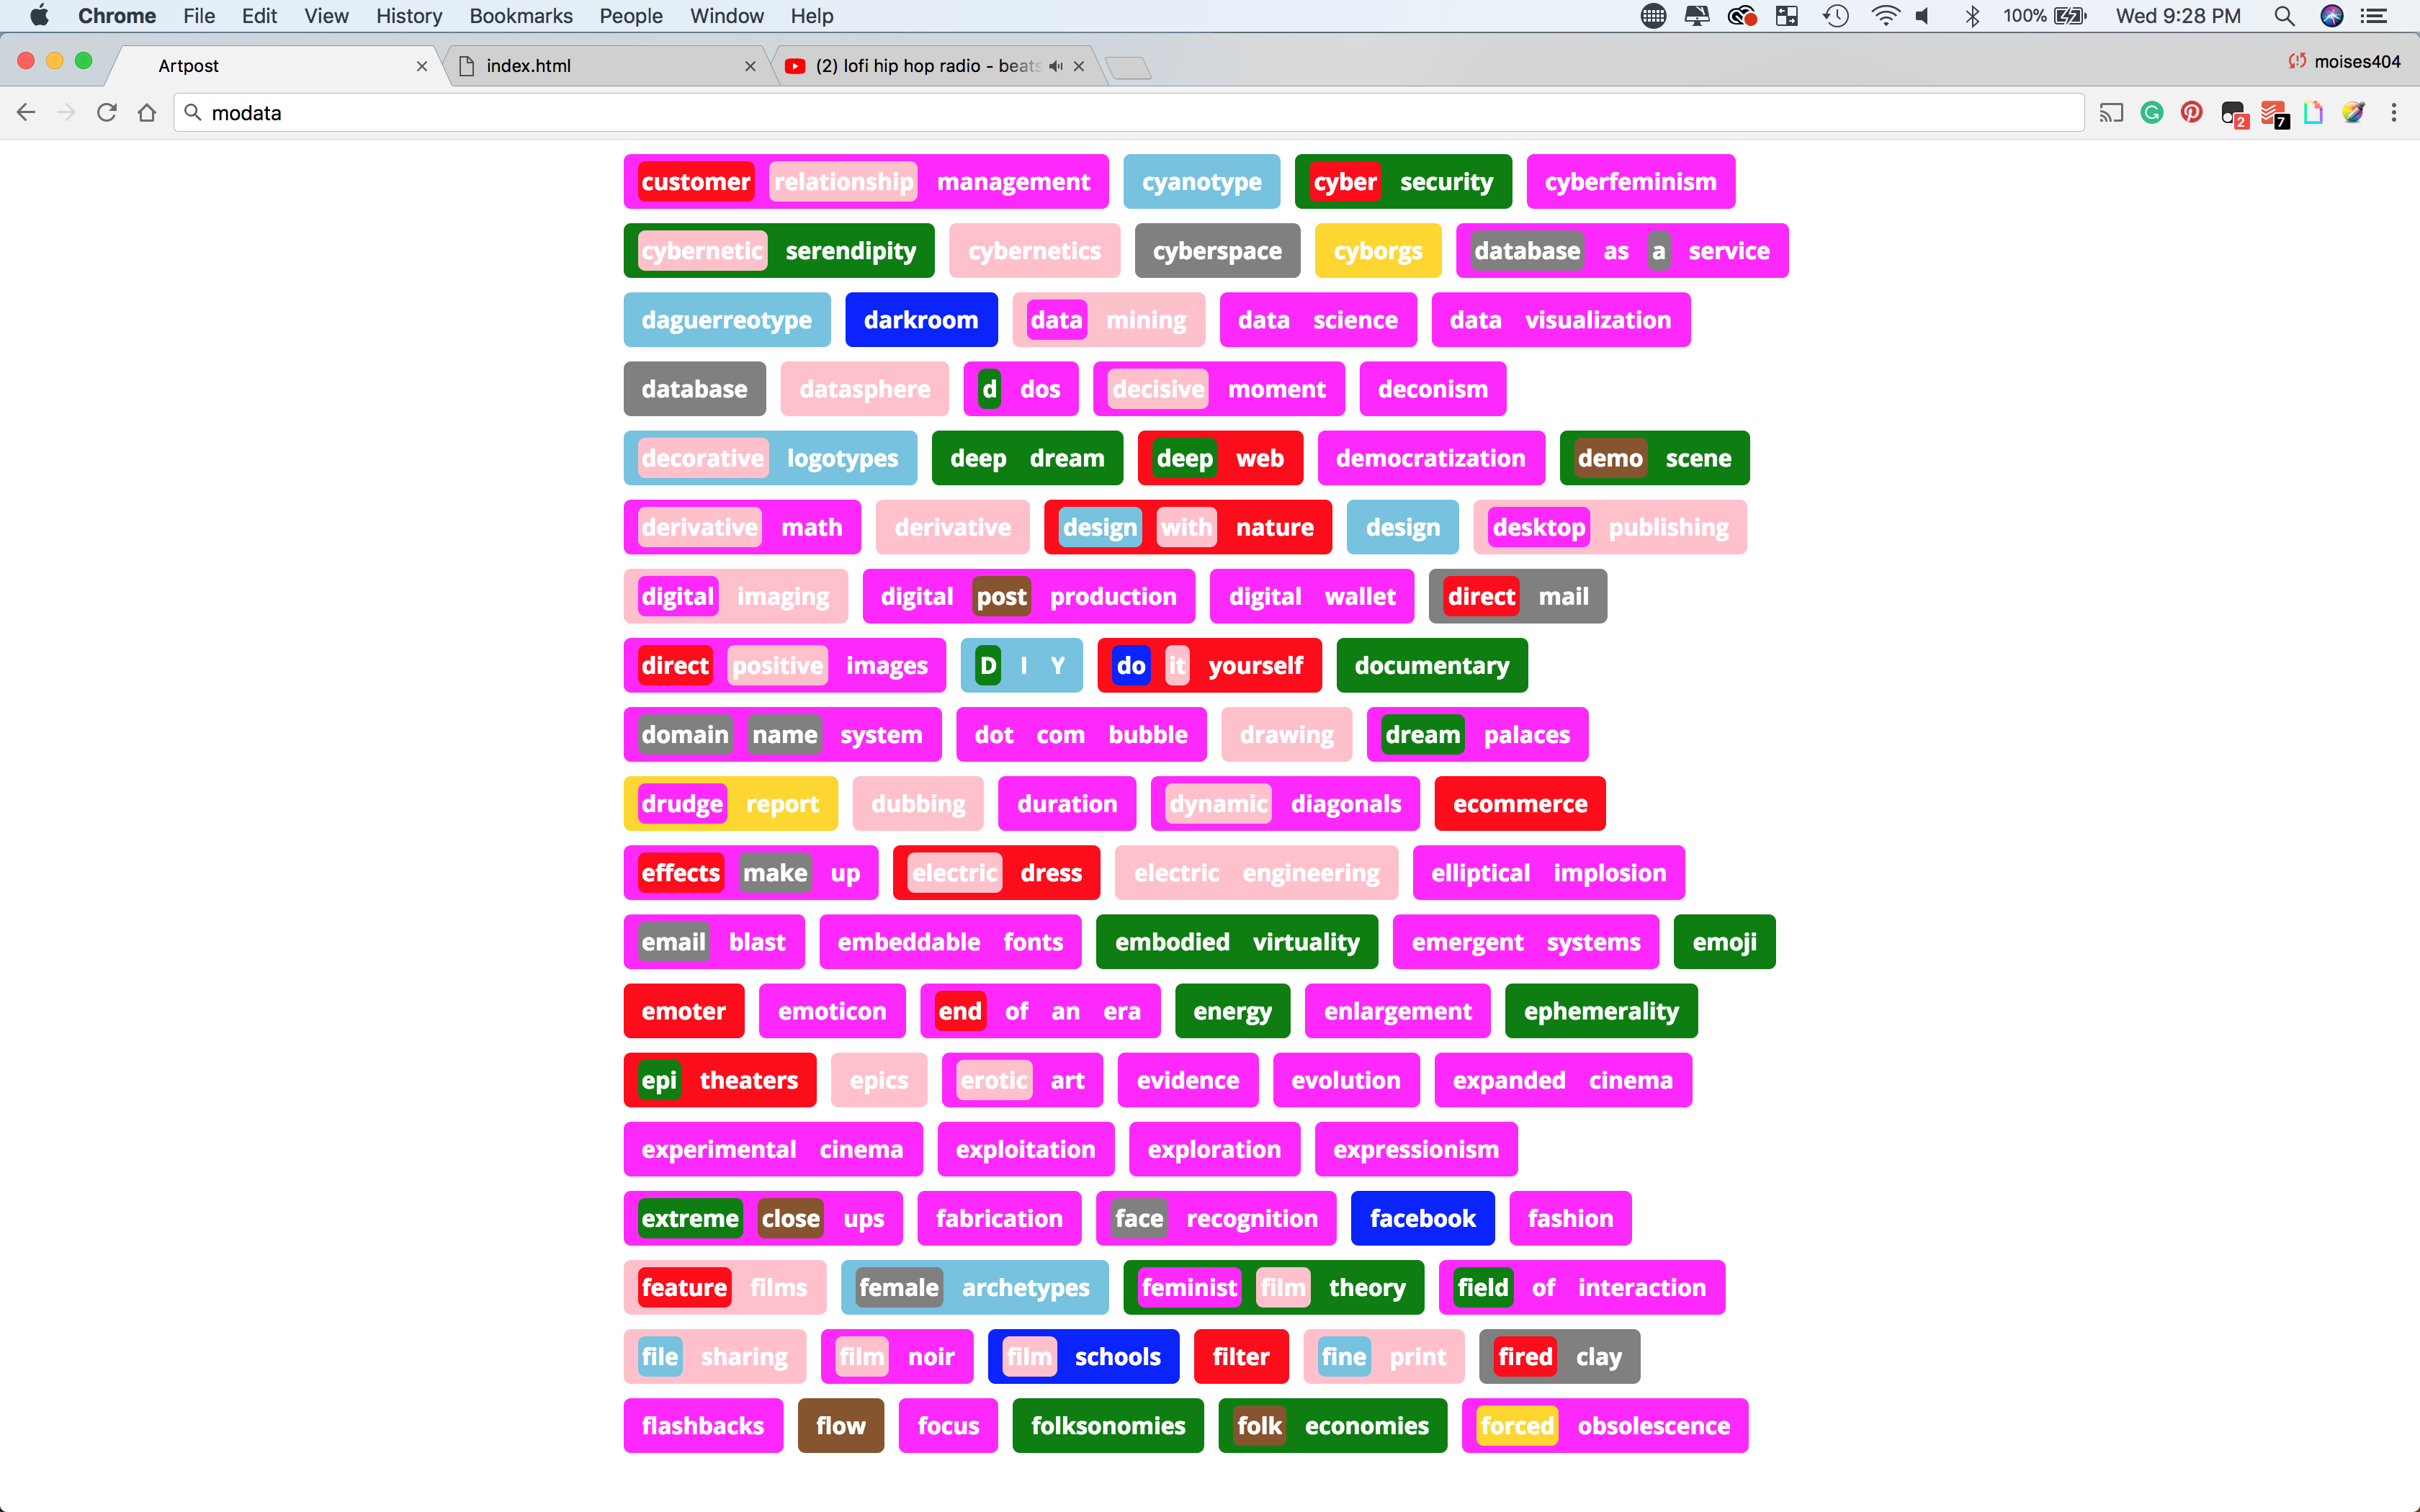 Chrome File Edit View History Bookmarks People Window Help 100% Wed 9:28 PM
Artpost index.html (2) lofi hip hop radio - beats moises404
modata 2 7
customer relationship management cyanotype cyber security cyberfeminism
cybernetic serendipity cybernetics cyberspace cyborgs database as a service
daguerreotype darkroom data mining data science data visualization
database datasphere d dos decisive moment deconism
decorative logotypes deep dream deep web democratization demo scene
derivative math derivative design with nature design desktop publishing
digital imaging digital post production digital wallet direct mail
direct positive images D I Y do it yourself documentary
domain name system dot com bubble drawing dream palaces
drudge report dubbing duration dynamic diagonals ecommerce
effects make up electric dress electric engineering elliptical implosion
email blast embeddable fonts embodied virtuality emergent systems emoji
emoter emoticon end of an era energy enlargement ephemerality
epi theaters epics erotic art evidence evolution expanded cinema
experimental cinema exploitation exploration expressionism
extreme close ups fabrication face recognition facebook fashion
feature films female archetypes feminist film theory field of interaction
file sharing film noir film schools filter fine print fired clay
flashbacks flow focus folksonomies folk economies forced obsolescence